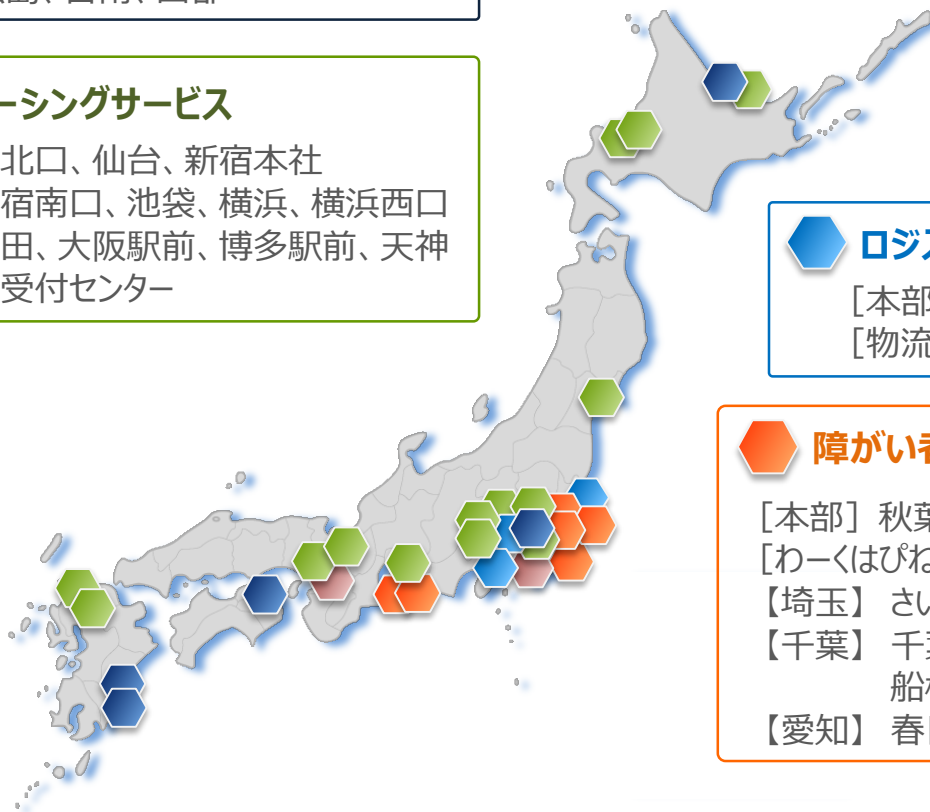 ーシングサービス
北口、仙台、新宿本社
宿南口、池袋、横浜、横浜西口
田、大阪駅前、博多駅前、天神
受付センター
ロジ
［本部
［物流
障がい者
［本部］秋葉
［わーくはぴね
【埼玉】さい
【千葉】千葉
船橋
【愛知】春日